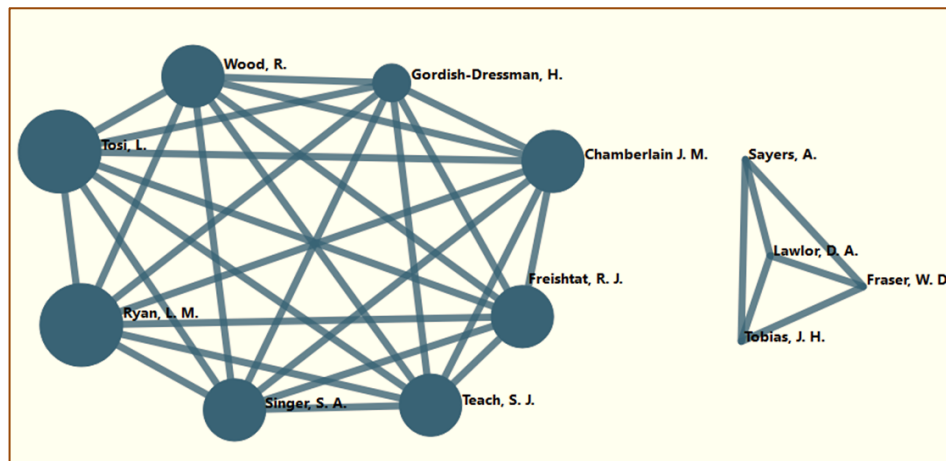 Wood, R.
Gordish-Dressman, H.
Tosi, L.
Chamberlain J. M.
Sayers, A.
Lawlor, D. A.
Freishtat, R. J.
Fraser, W. D
Ryan, L. M.
Tobias, J. H.
Singer, S. A.
Teach, S. J.